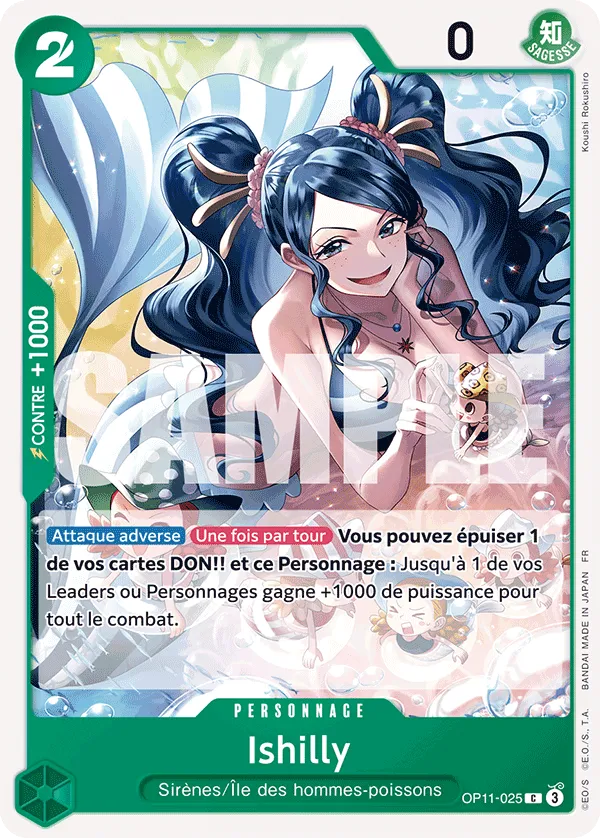 2
0
知
SAGESSE
Koushi Rokushiro
CONTRE +1000
SAMPLE
Attaque adverse Une fois par tour Vous pouvez épuiser 1
de vos cartes DON!! et ce Personnage : Jusqu'à 1 de vos
Leaders ou Personnages gagne +1000 de puissance pour
tout le combat.
©EO/S ©E.O./S., T.A. BANDAI MADE IN JAPAN FR
PERSONNAGE
Ishilly
Sirènes/Île des hommes-poissons
OP11-025 C 3